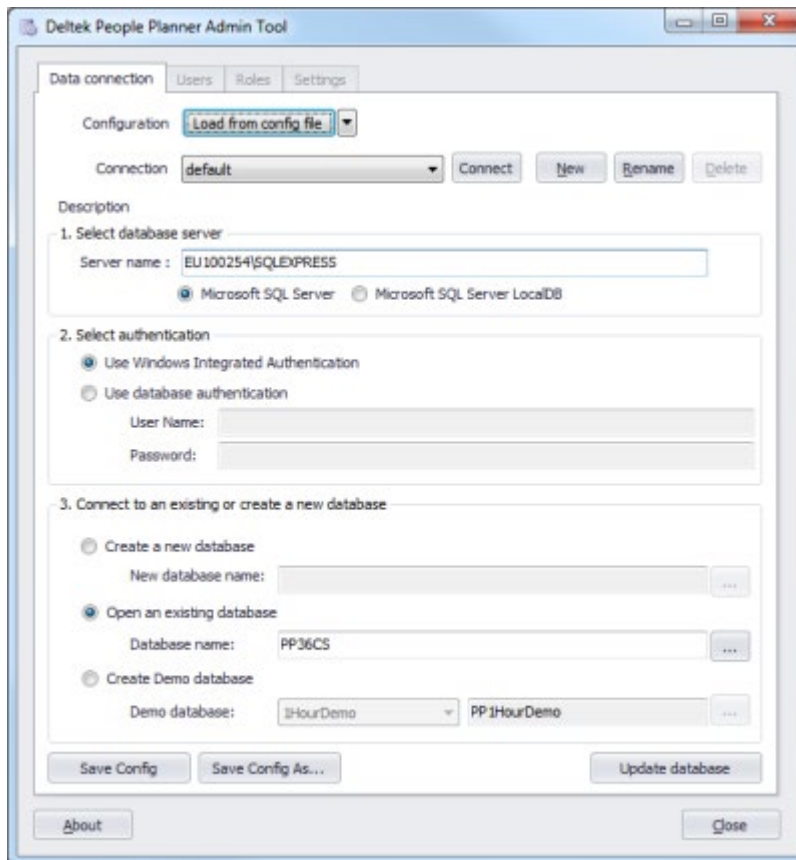 Deltek People Planner Admin Tool
Data connection Users Roles Settings
Configuration Load from config file
Connection default Connect New Rename Delete
Description
1. Select database server
Server name : EU100254\SQLEXPRESS
Microsoft SQL Server Microsoft SQL Server LocalDB
2. Select authentication
Use Windows Integrated Authentication
Use database authentication
User Name:
Password:
3. Connect to an existing or create a new database
Create a new database
New database name: ...
Open an existing database
Database name: PP36CS ...
Create Demo database
Demo database: 1HourDemo PP1HourDemo ...
Save Config Save Config As... Update database
About Close